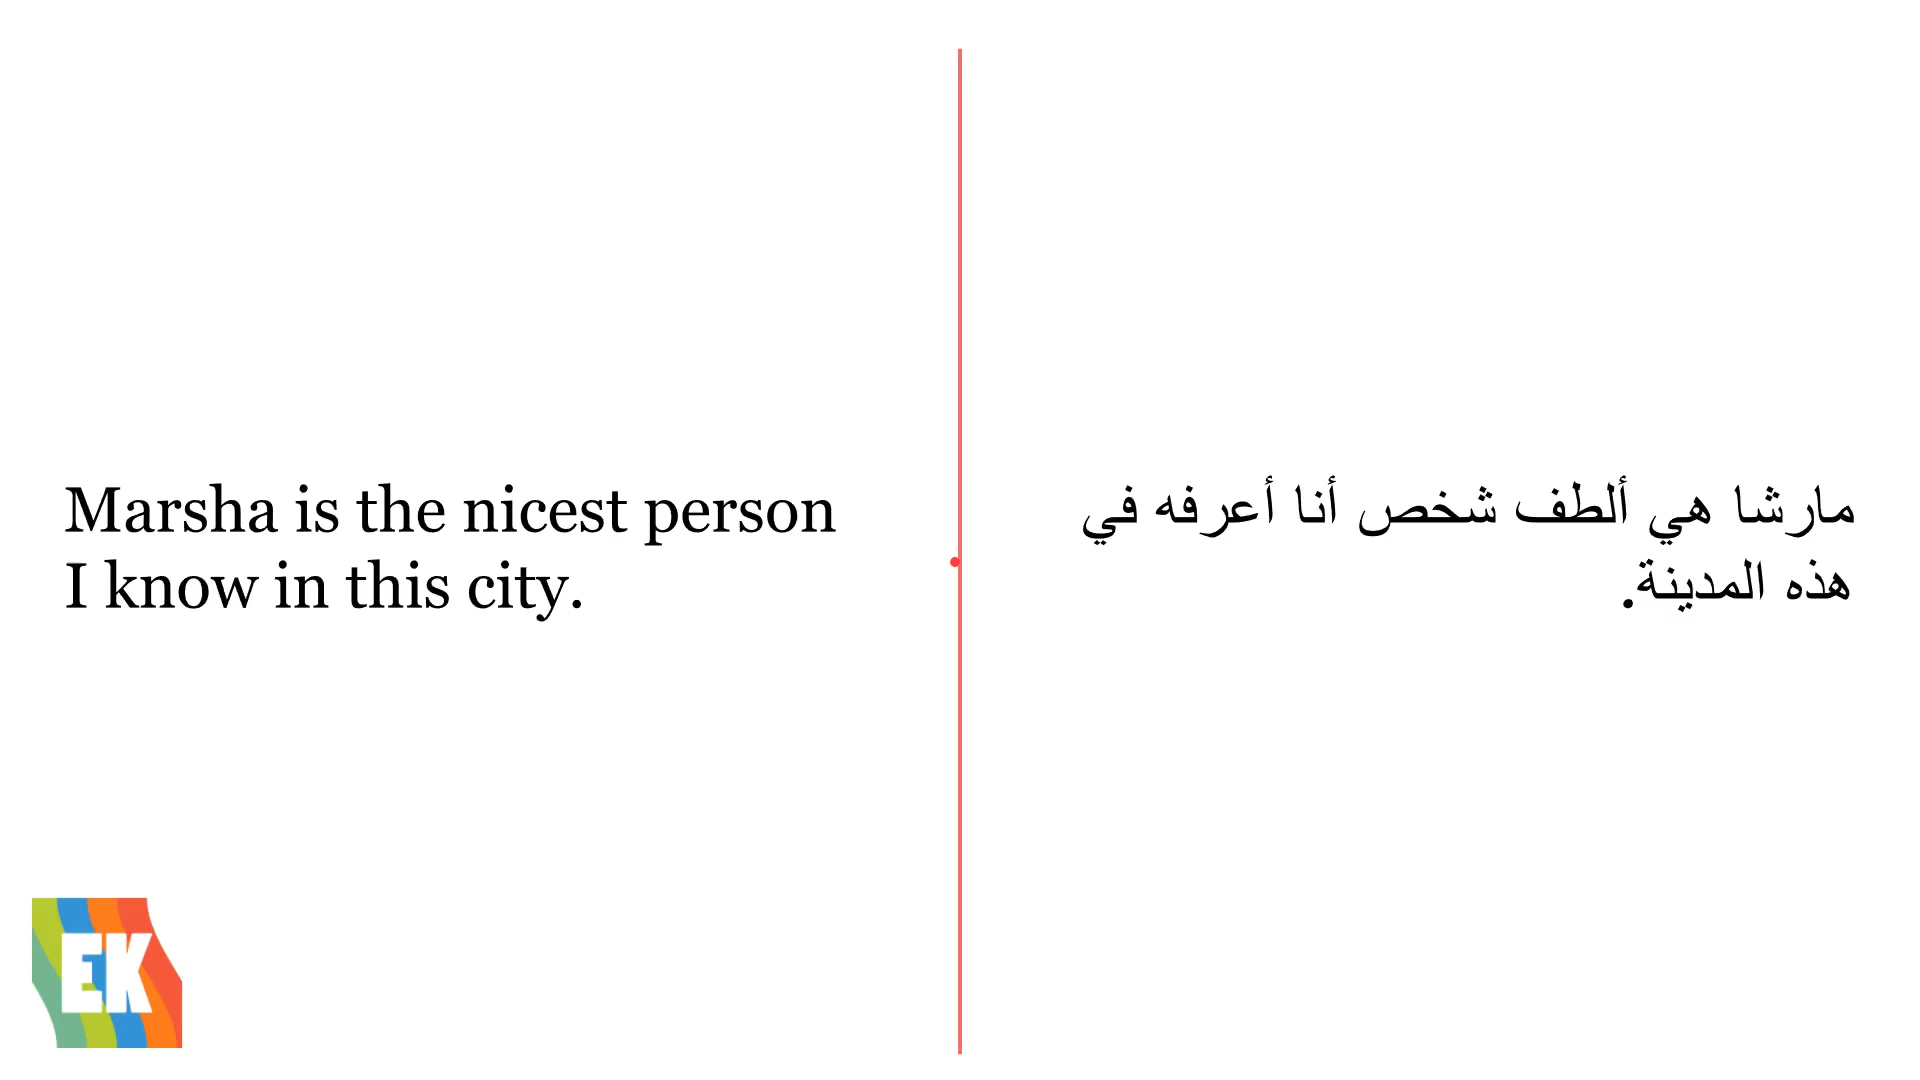 Marsha is the nicest person
I know in this city.
مارشا هي ألطف شخص أنا أعرفه في
هذه المدينة.
EK